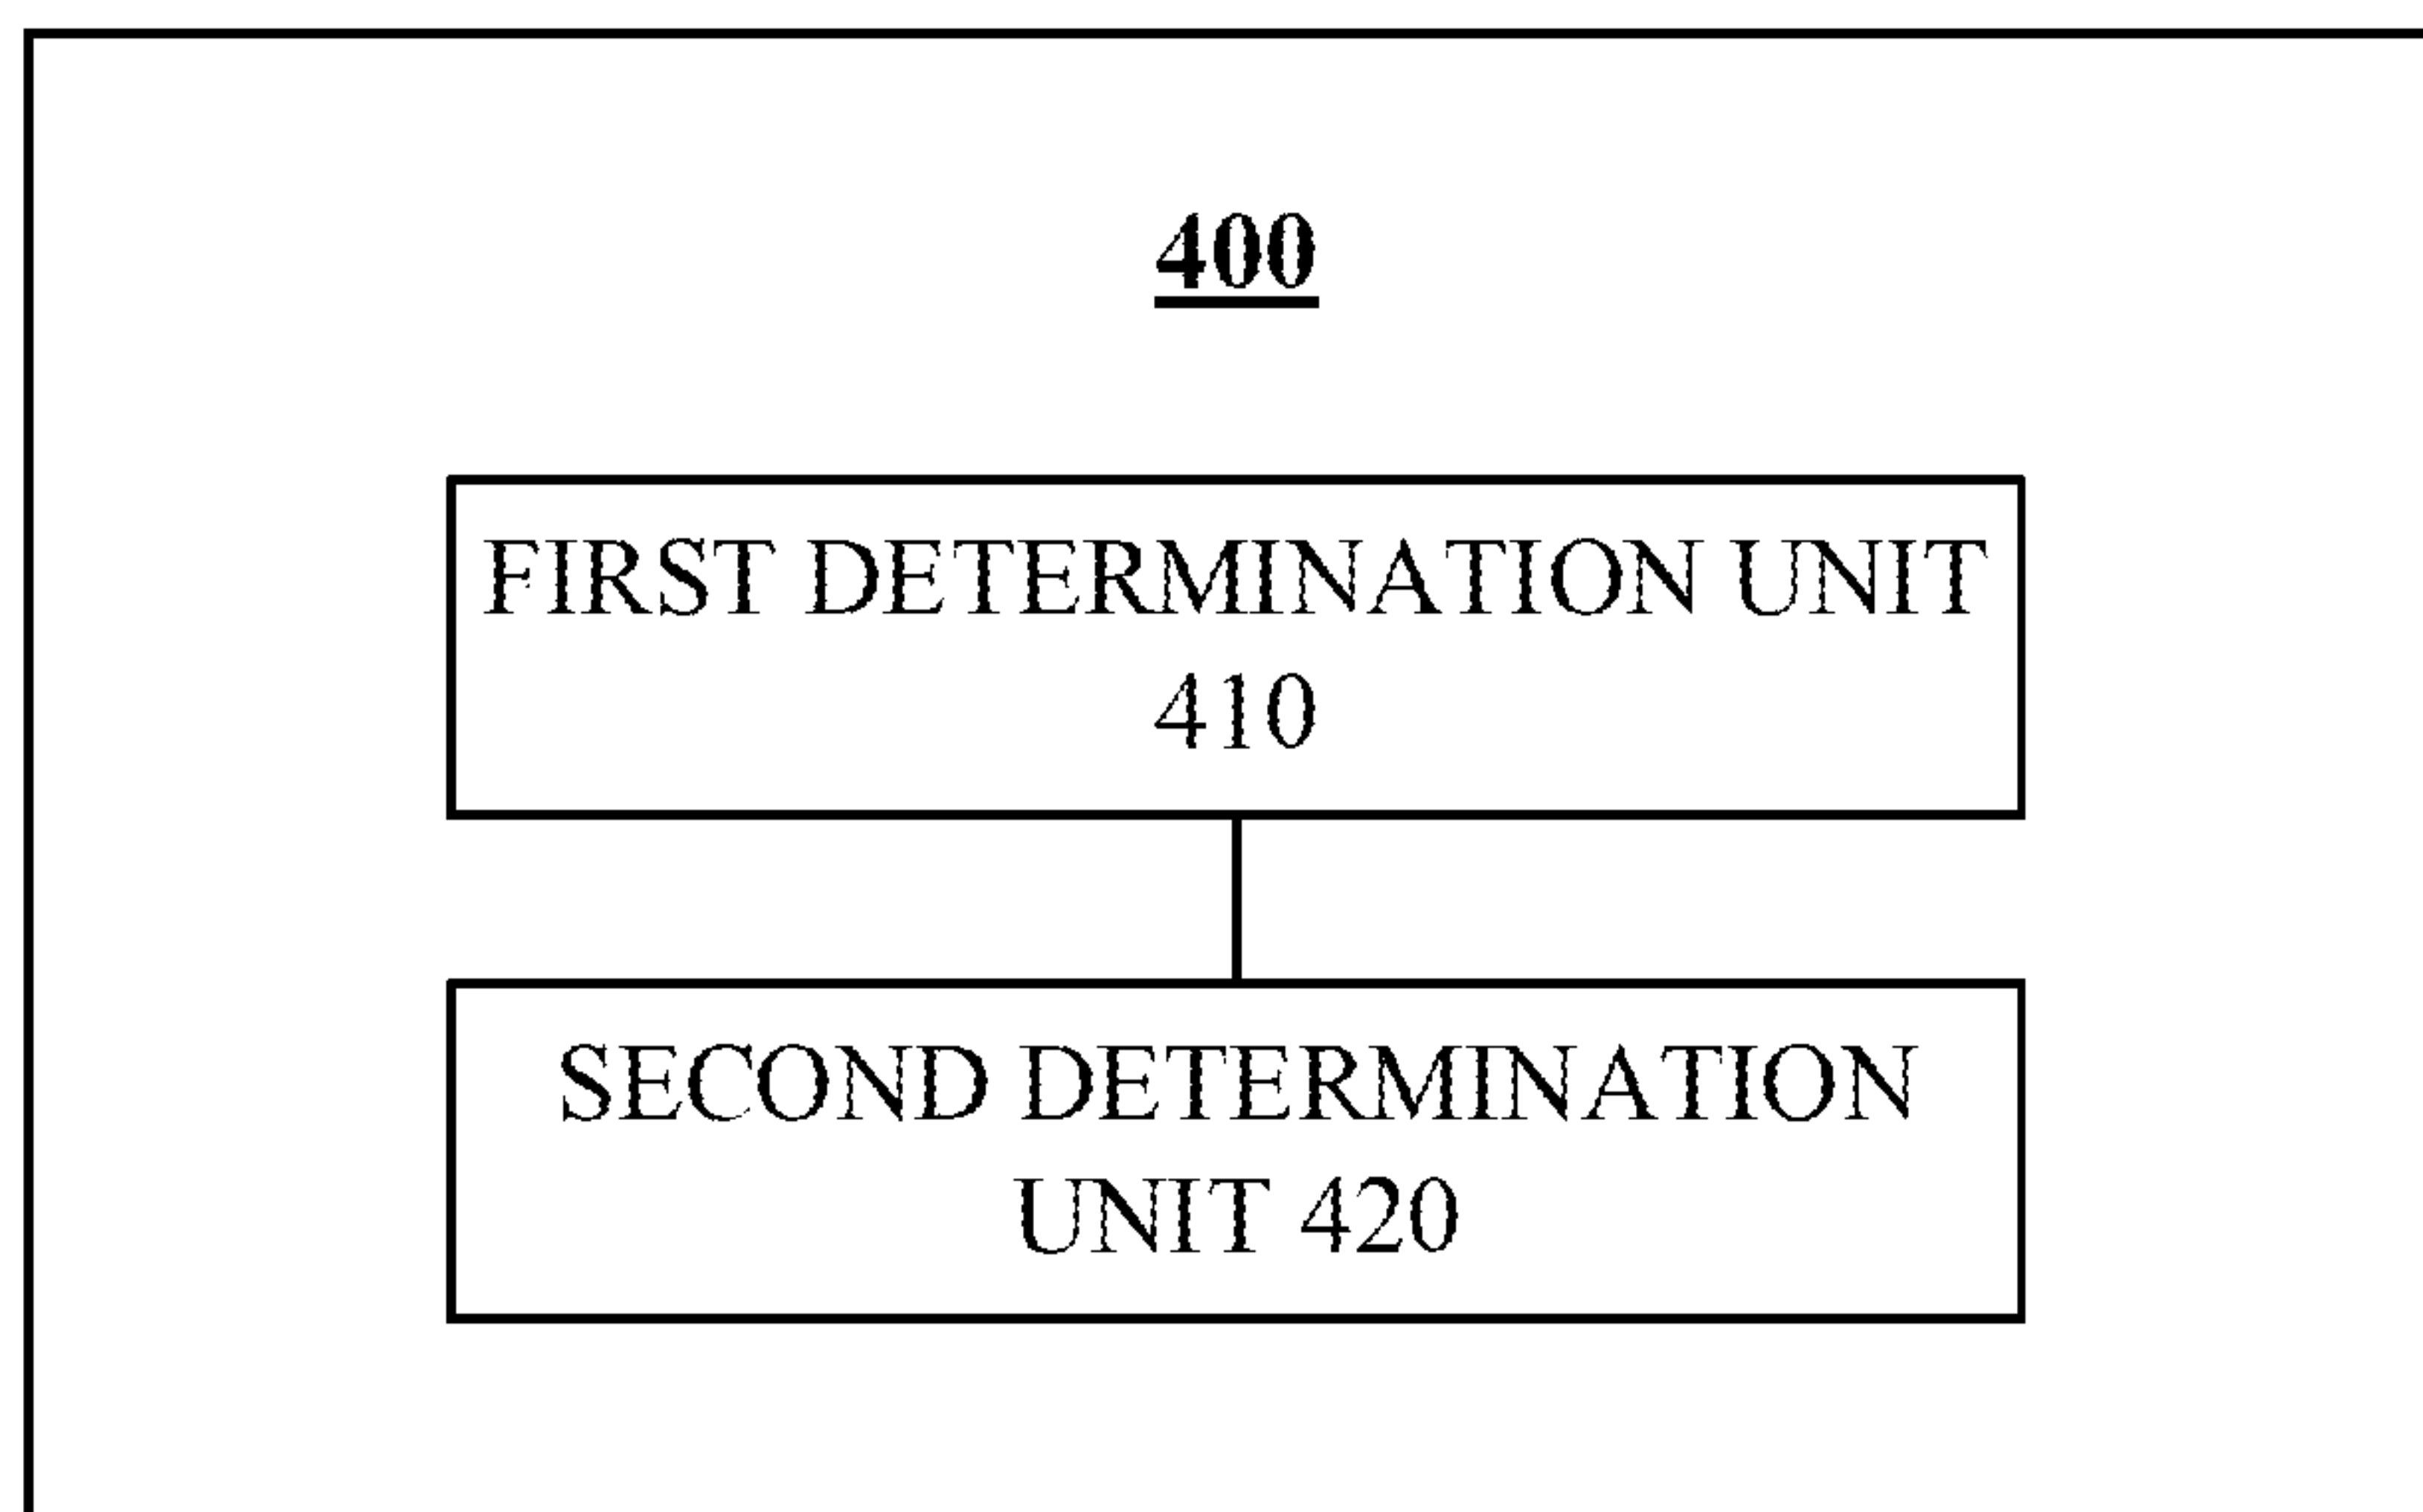 400
FIRST DETERMINATION UNIT
410
SECOND DETERMINATION
UNIT 420